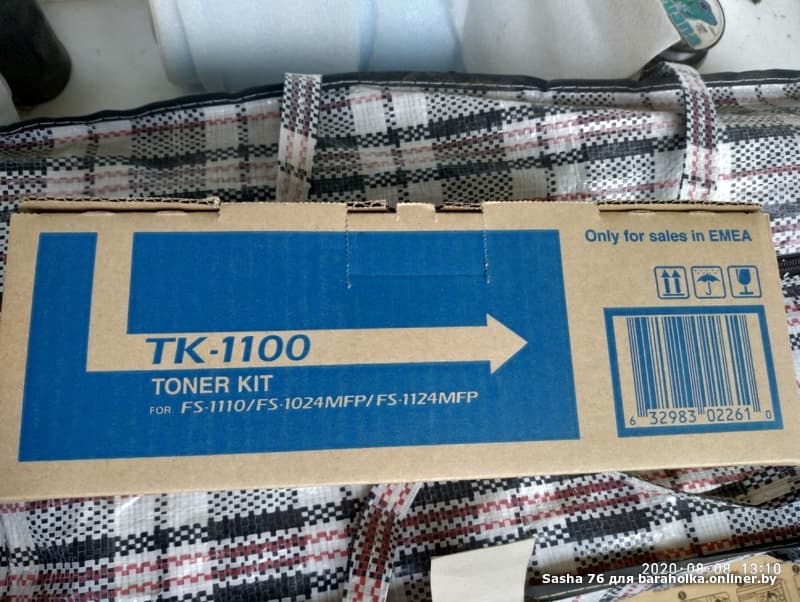 Only for sales in EMEA
TK-1100
TONER KIT
FOR FS-1110/FS-1024MFP/FS-1124MFP
6 32983 02261 0
2020-08-08 13:10
Sasha 76 для baraholka.onliner.by